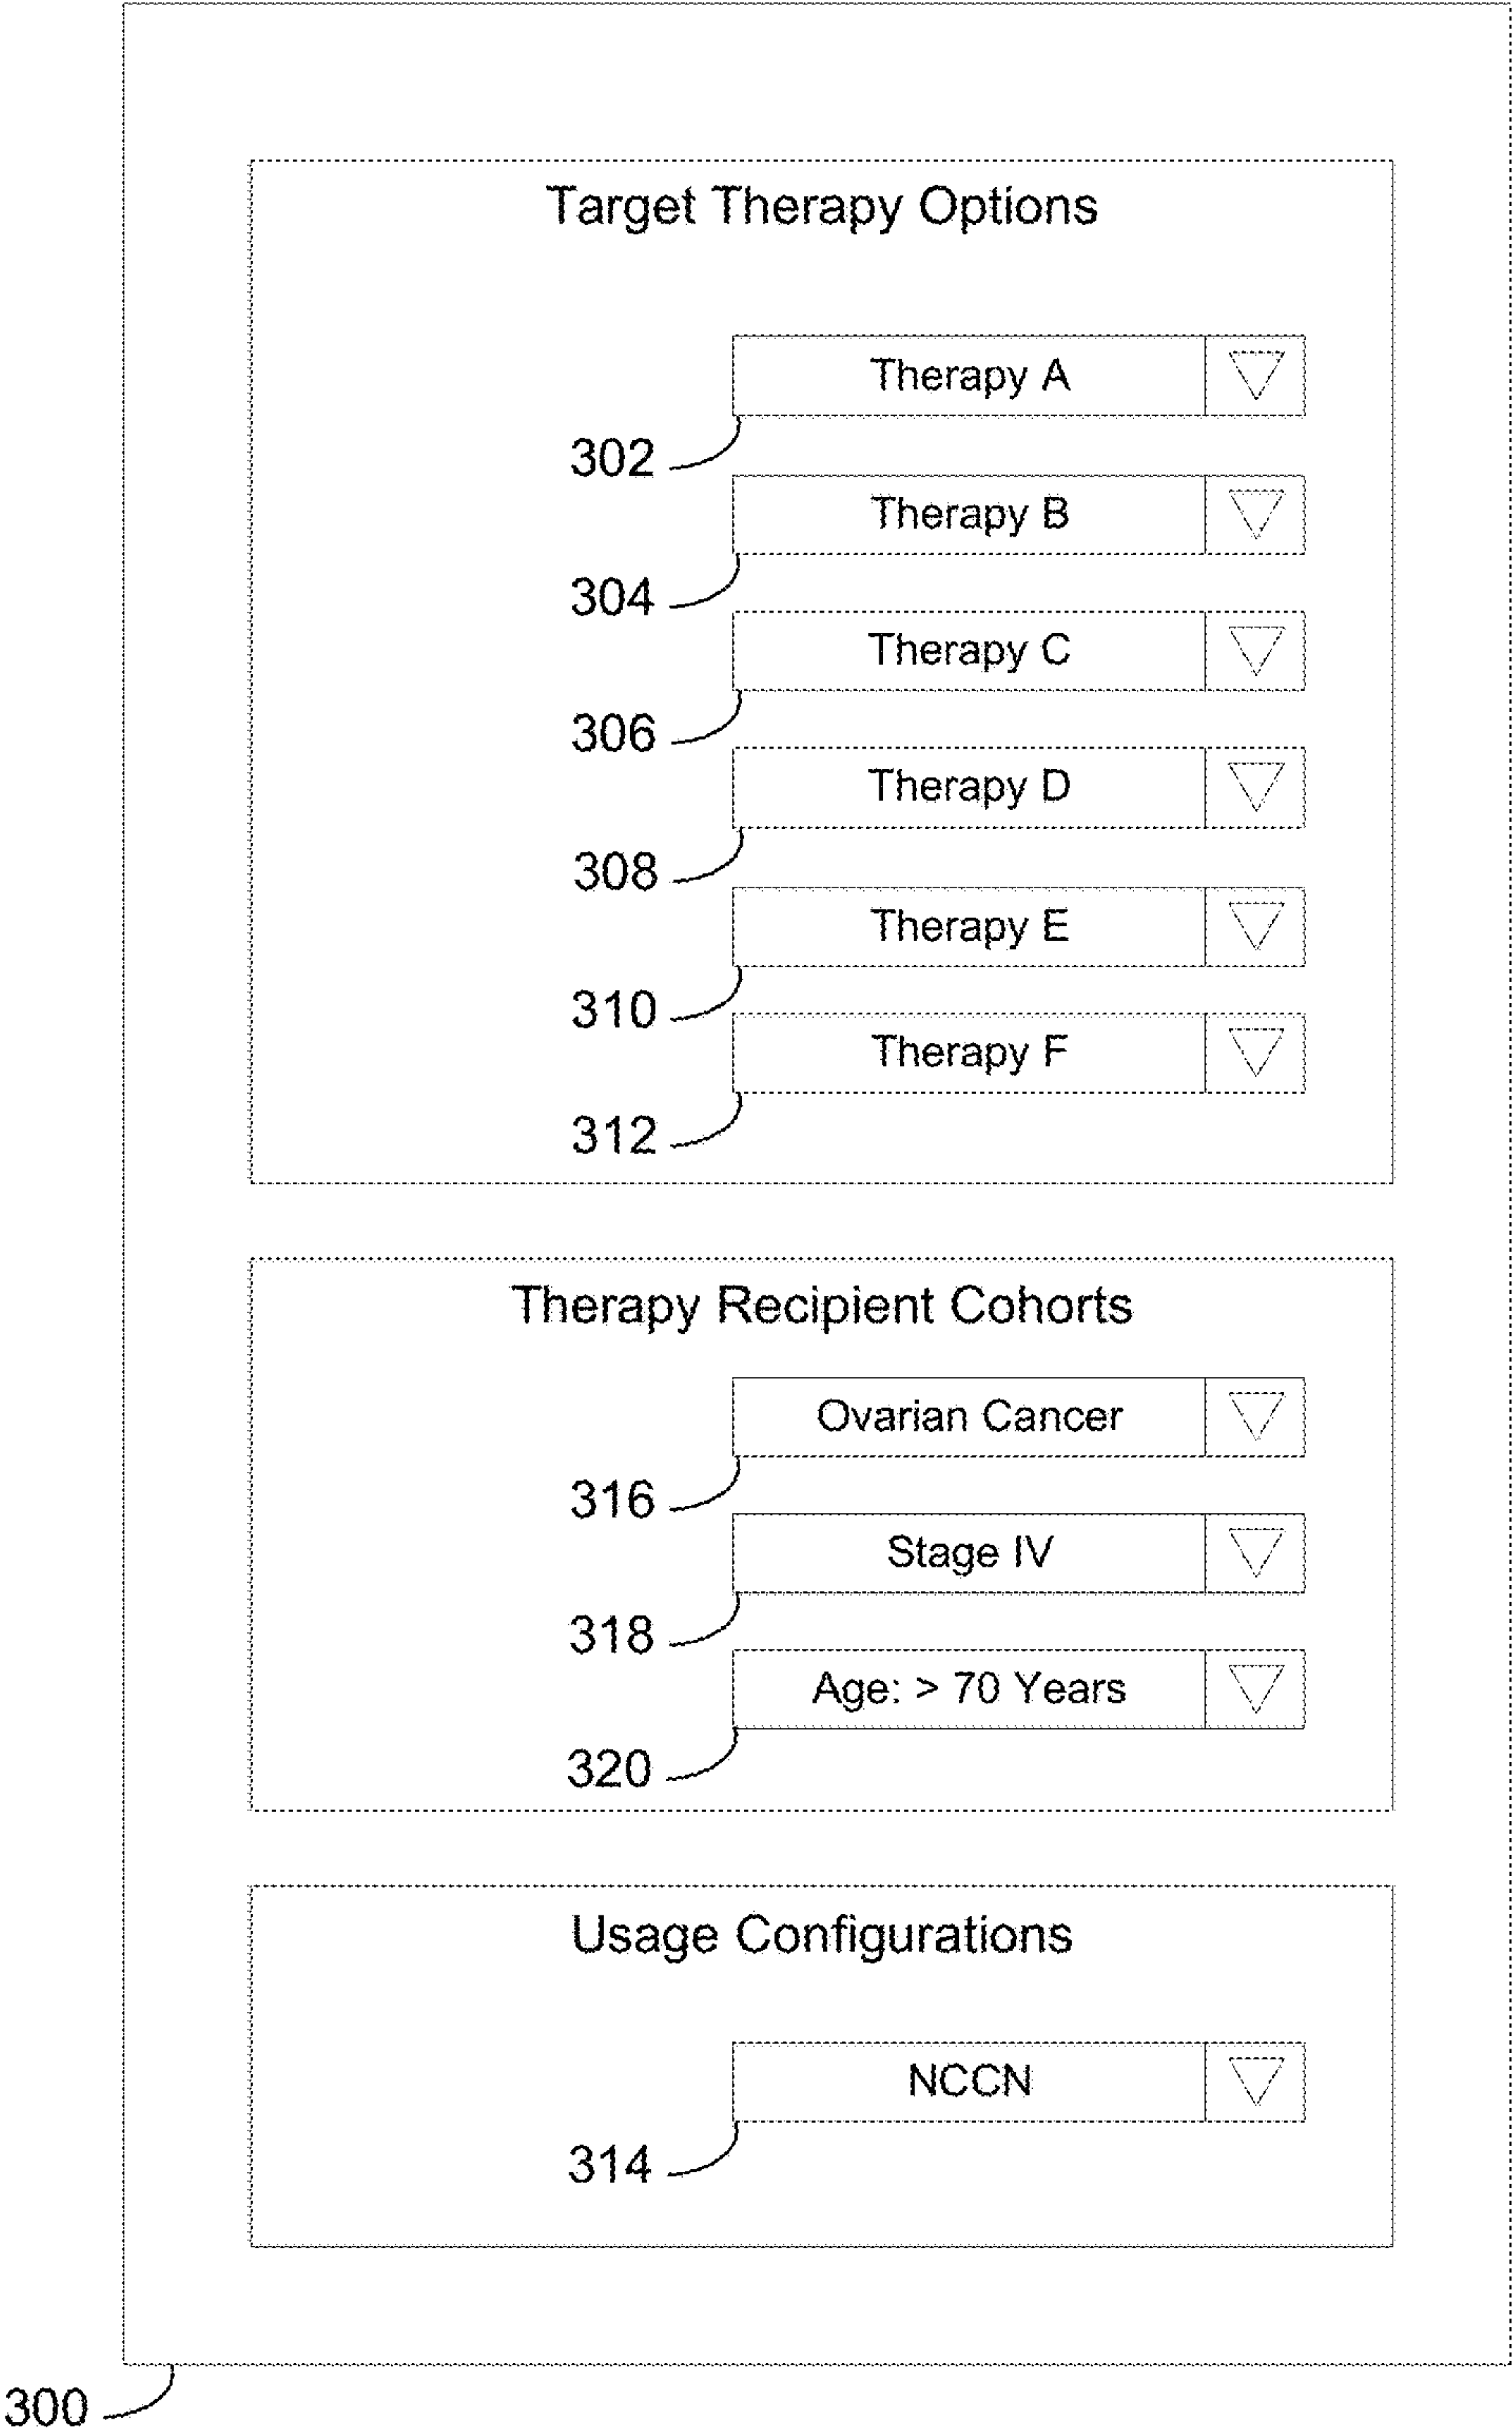 Target Therapy Options
Therapy A
302
Therapy B
304
Therapy C
306
Therapy D
308
Therapy E
310
Therapy F
312
Therapy Recipient Cohorts
Ovarian Cancer
316
Stage IV
318
Age: > 70 Years
320
Usage Configurations
NCCN
314
300